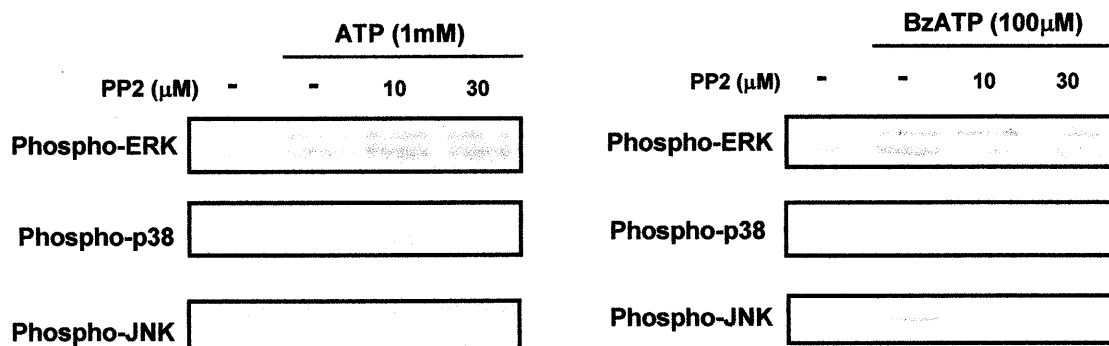 ATP (1mM)
PP2 (μM) - - 10 30
Phospho-ERK
Phospho-p38
Phospho-JNK
BzATP (100μM)
PP2 (μM) - - 10 30
Phospho-ERK
Phospho-p38
Phospho-JNK